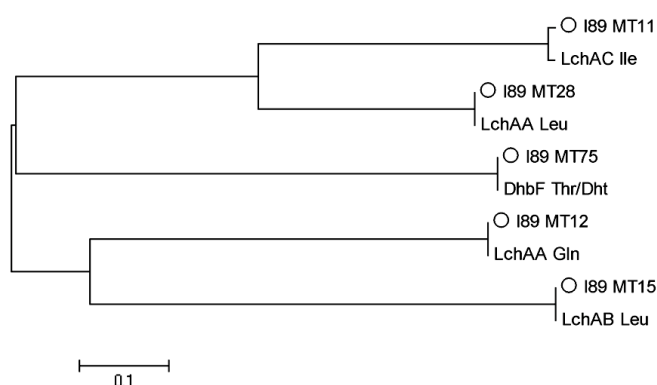 I89 MT11
LchAC Ile
I89 MT28
LchAA Leu
I89 MT75
DhbF Thr/Dht
I89 MT12
LchAA Gln
I89 MT15
LchAB Leu
0.1